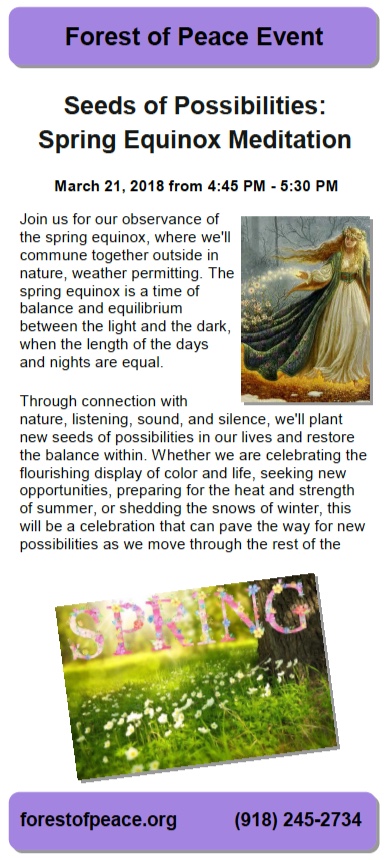 Forest of Peace Event
Seeds of Possibilities:
Spring Equinox Meditation
March 21, 2018 from 4:45 PM - 5:30 PM
Join us for our observance of
the spring equinox, where we'll
commune together outside in
nature, weather permitting. The
spring equinox is a time of
balance and equilibrium
between the light and the dark,
when the length of the days
and nights are equal.
Through connection with
nature, listening, sound, and silence, we'll plant
new seeds of possibilities in our lives and restore
the balance within. Whether we are celebrating the
flourishing display of color and life, seeking new
opportunities, preparing for the heat and strength
of summer, or shedding the snows of winter, this
will be a celebration that can pave the way for new
possibilities as we move through the rest of the
SPRING
forestofpeace.org (918) 245-2734